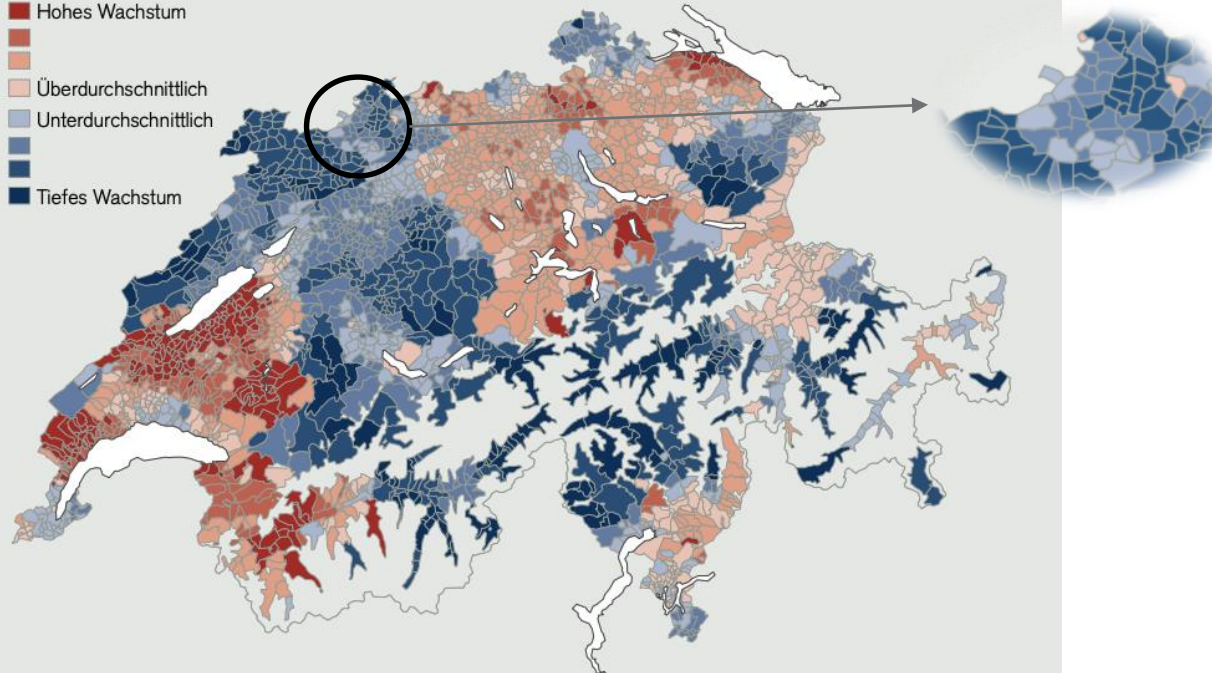 Hohes Wachstum
Überdurchschnittlich
Unterdurchschnittlich
Tiefes Wachstum